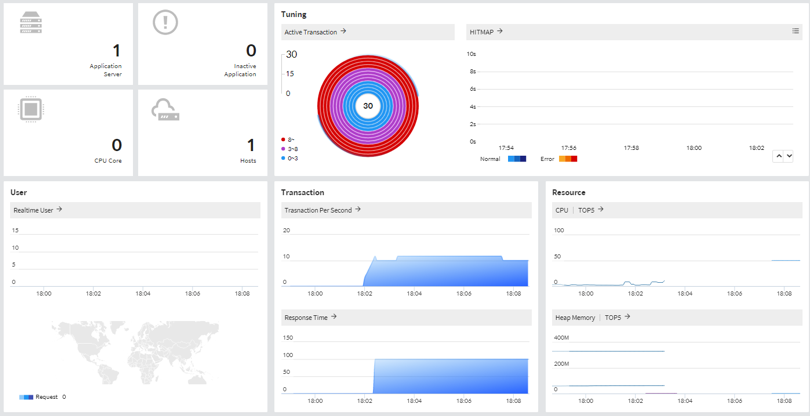 1
Application
Server
0
Inactive
Application
0
CPU Core
1
Hosts
Tuning
Active Transaction →
30
15
0
30
8~
3~8
0~3
HITMAP →
10s
8s
6s
4s
2s
0s
17:54 17:56 17:58 18:00 18:02
Normal Error
User
Realtime User →
15
10
5
0
18:00 18:02 18:04 18:06 18:08
Request 0
Transaction
Trasnaction Per Second →
20
10
0
18:00 18:02 18:04 18:06 18:08
Response Time →
150
100
50
0
18:00 18:02 18:04 18:06 18:08
Resource
CPU | TOP5 →
100
50
0
18:00 18:02 18:04 18:06 18:08
Heap Memory | TOP5 →
400M
200M
0
18:00 18:02 18:04 18:06 18:08